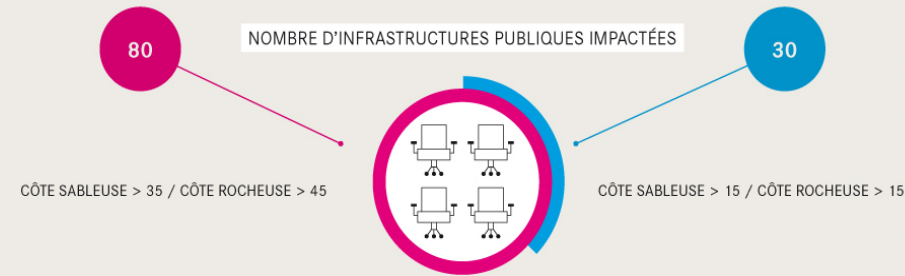 80
NOMBRE D'INFRASTRUCTURES PUBLIQUES IMPACTÉES
30
CÔTE SABLEUSE > 35 / CÔTE ROCHEUSE > 45
CÔTE SABLEUSE > 15 / CÔTE ROCHEUSE > 15